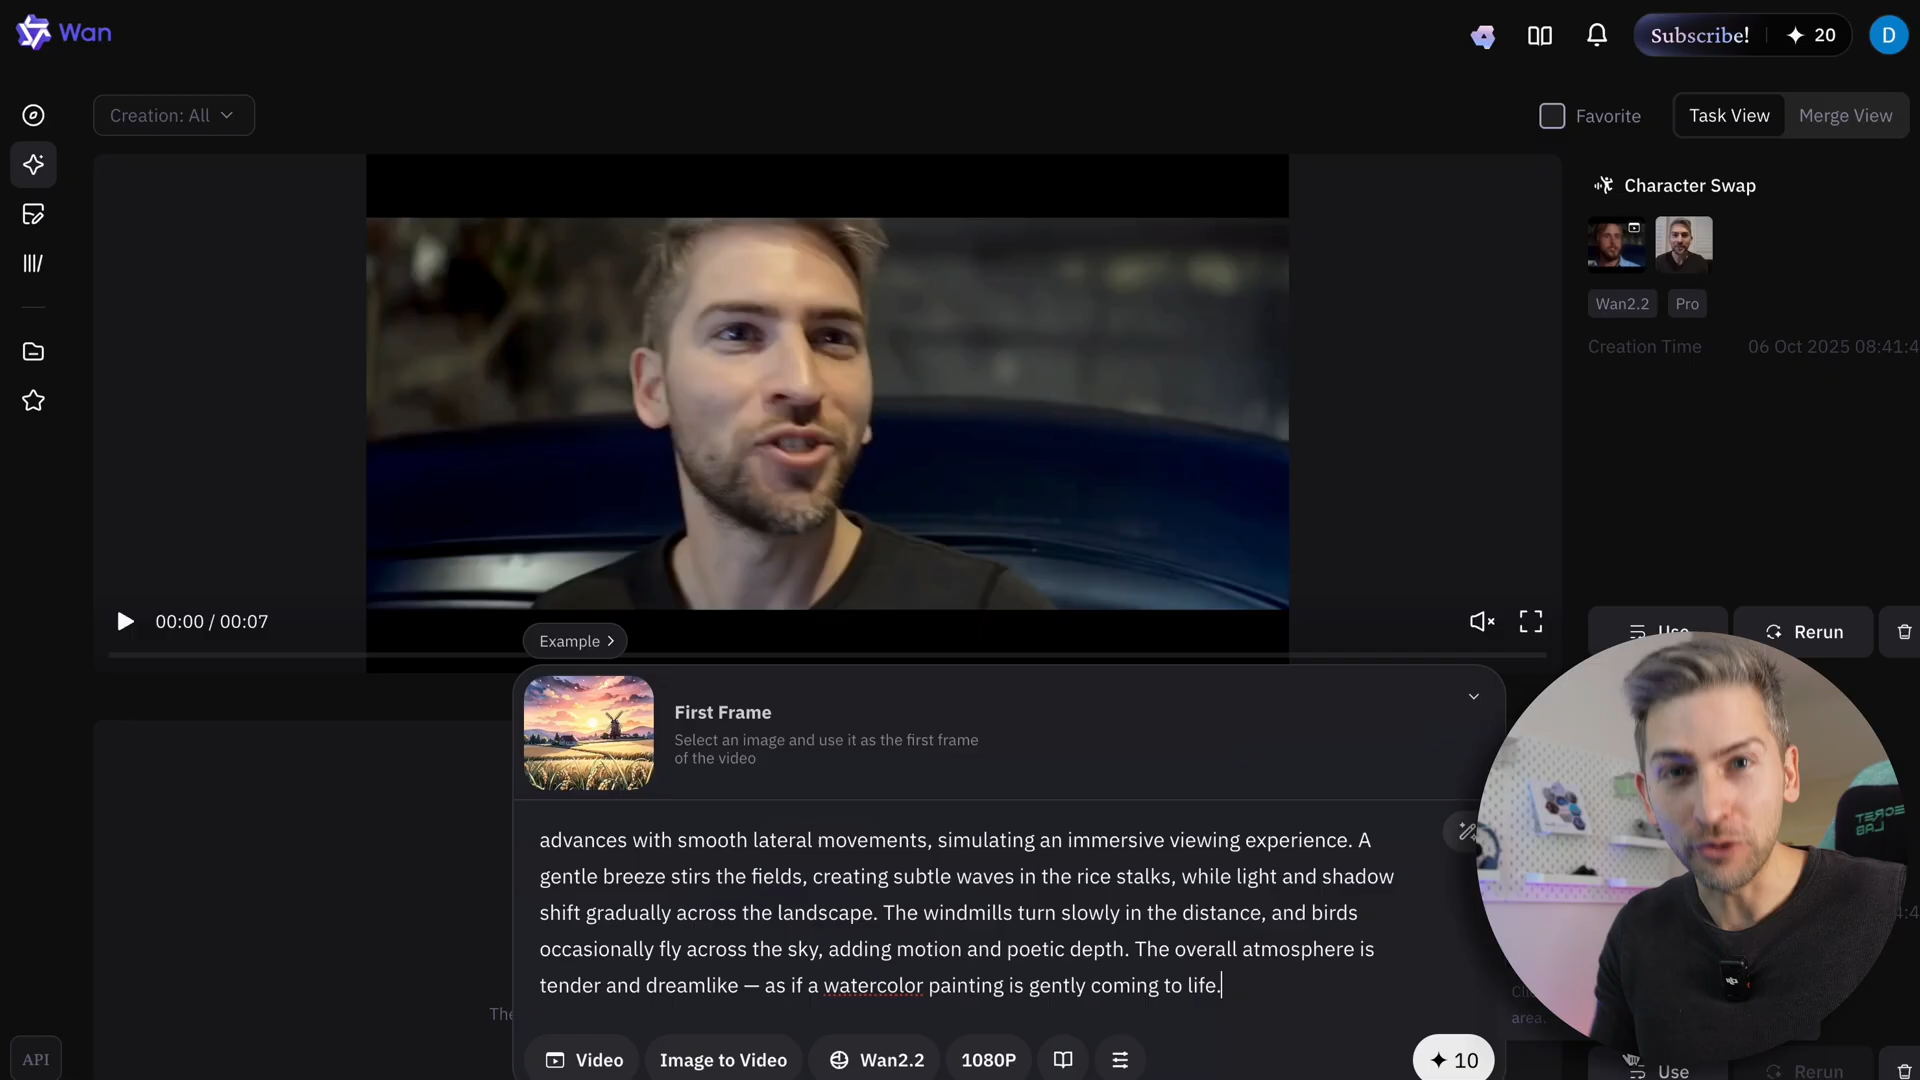 Wan
Subscribe!
20
D
Creation: All
Favorite
Task View
Merge View
Character Swap
Wan2.2
Pro
Creation Time
06 Oct 2025 08:41:4
00:00 / 00:07
Use
Rerun
Example
First Frame
Select an image and use it as the first frame
of the video
advances with smooth lateral movements, simulating an immersive viewing experience. A
gentle breeze stirs the fields, creating subtle waves in the rice stalks, while light and shadow
shift gradually across the landscape. The windmills turn slowly in the distance, and birds
occasionally fly across the sky, adding motion and poetic depth. The overall atmosphere is
tender and dreamlike — as if a watercolor painting is gently coming to life.
The
area.
API
Video
Image to Video
Wan2.2
1080P
10
Use
Rerun